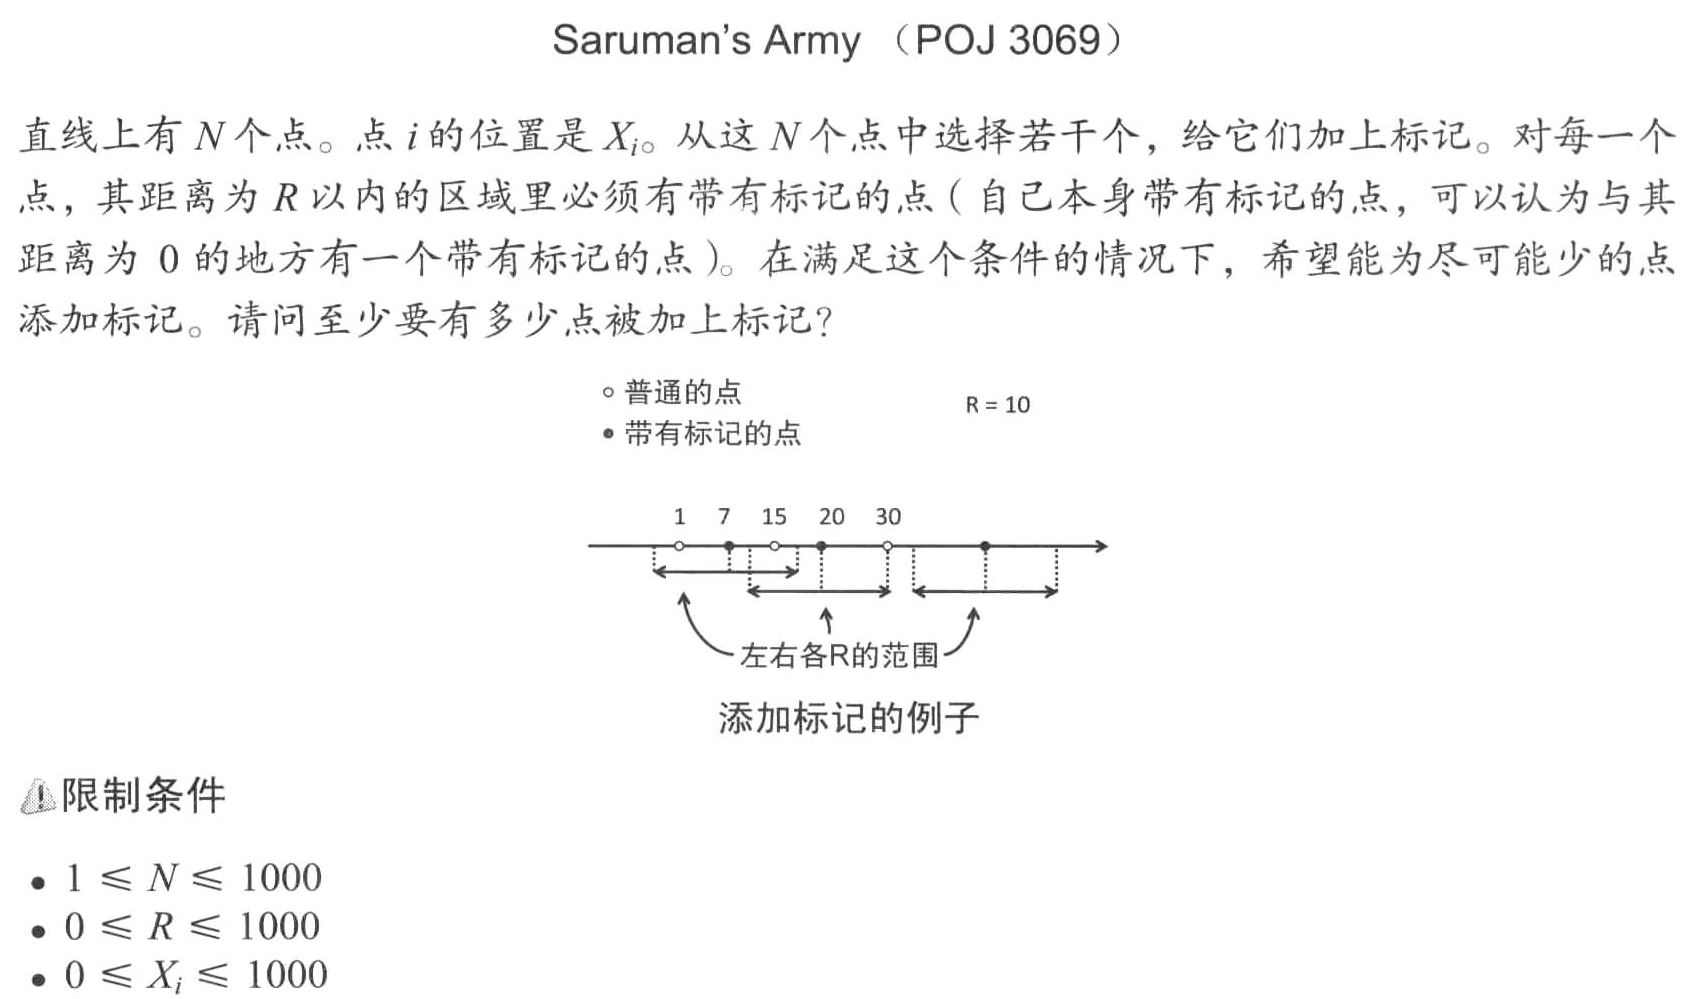 Saruman's Army （POJ 3069）
直线上有 N 个点。点 i 的位置是 Xi。从这 N 个点中选择若干个，给它们加上标记。对每一个
点，其距离为 R 以内的区域里必须有带有标记的点（自己本身带有标记的点，可以认为与其
距离为 0 的地方有一个带有标记的点）。在满足这个条件的情况下，希望能为尽可能少的点
添加标记。请问至少要有多少点被加上标记？
普通的点
R = 10
带有标记的点
1 7 15 20 30
左右各R的范围
添加标记的例子
限制条件
• 1 ⩽ N ⩽ 1000
• 0 ⩽ R ⩽ 1000
• 0 ⩽ Xi ⩽ 1000